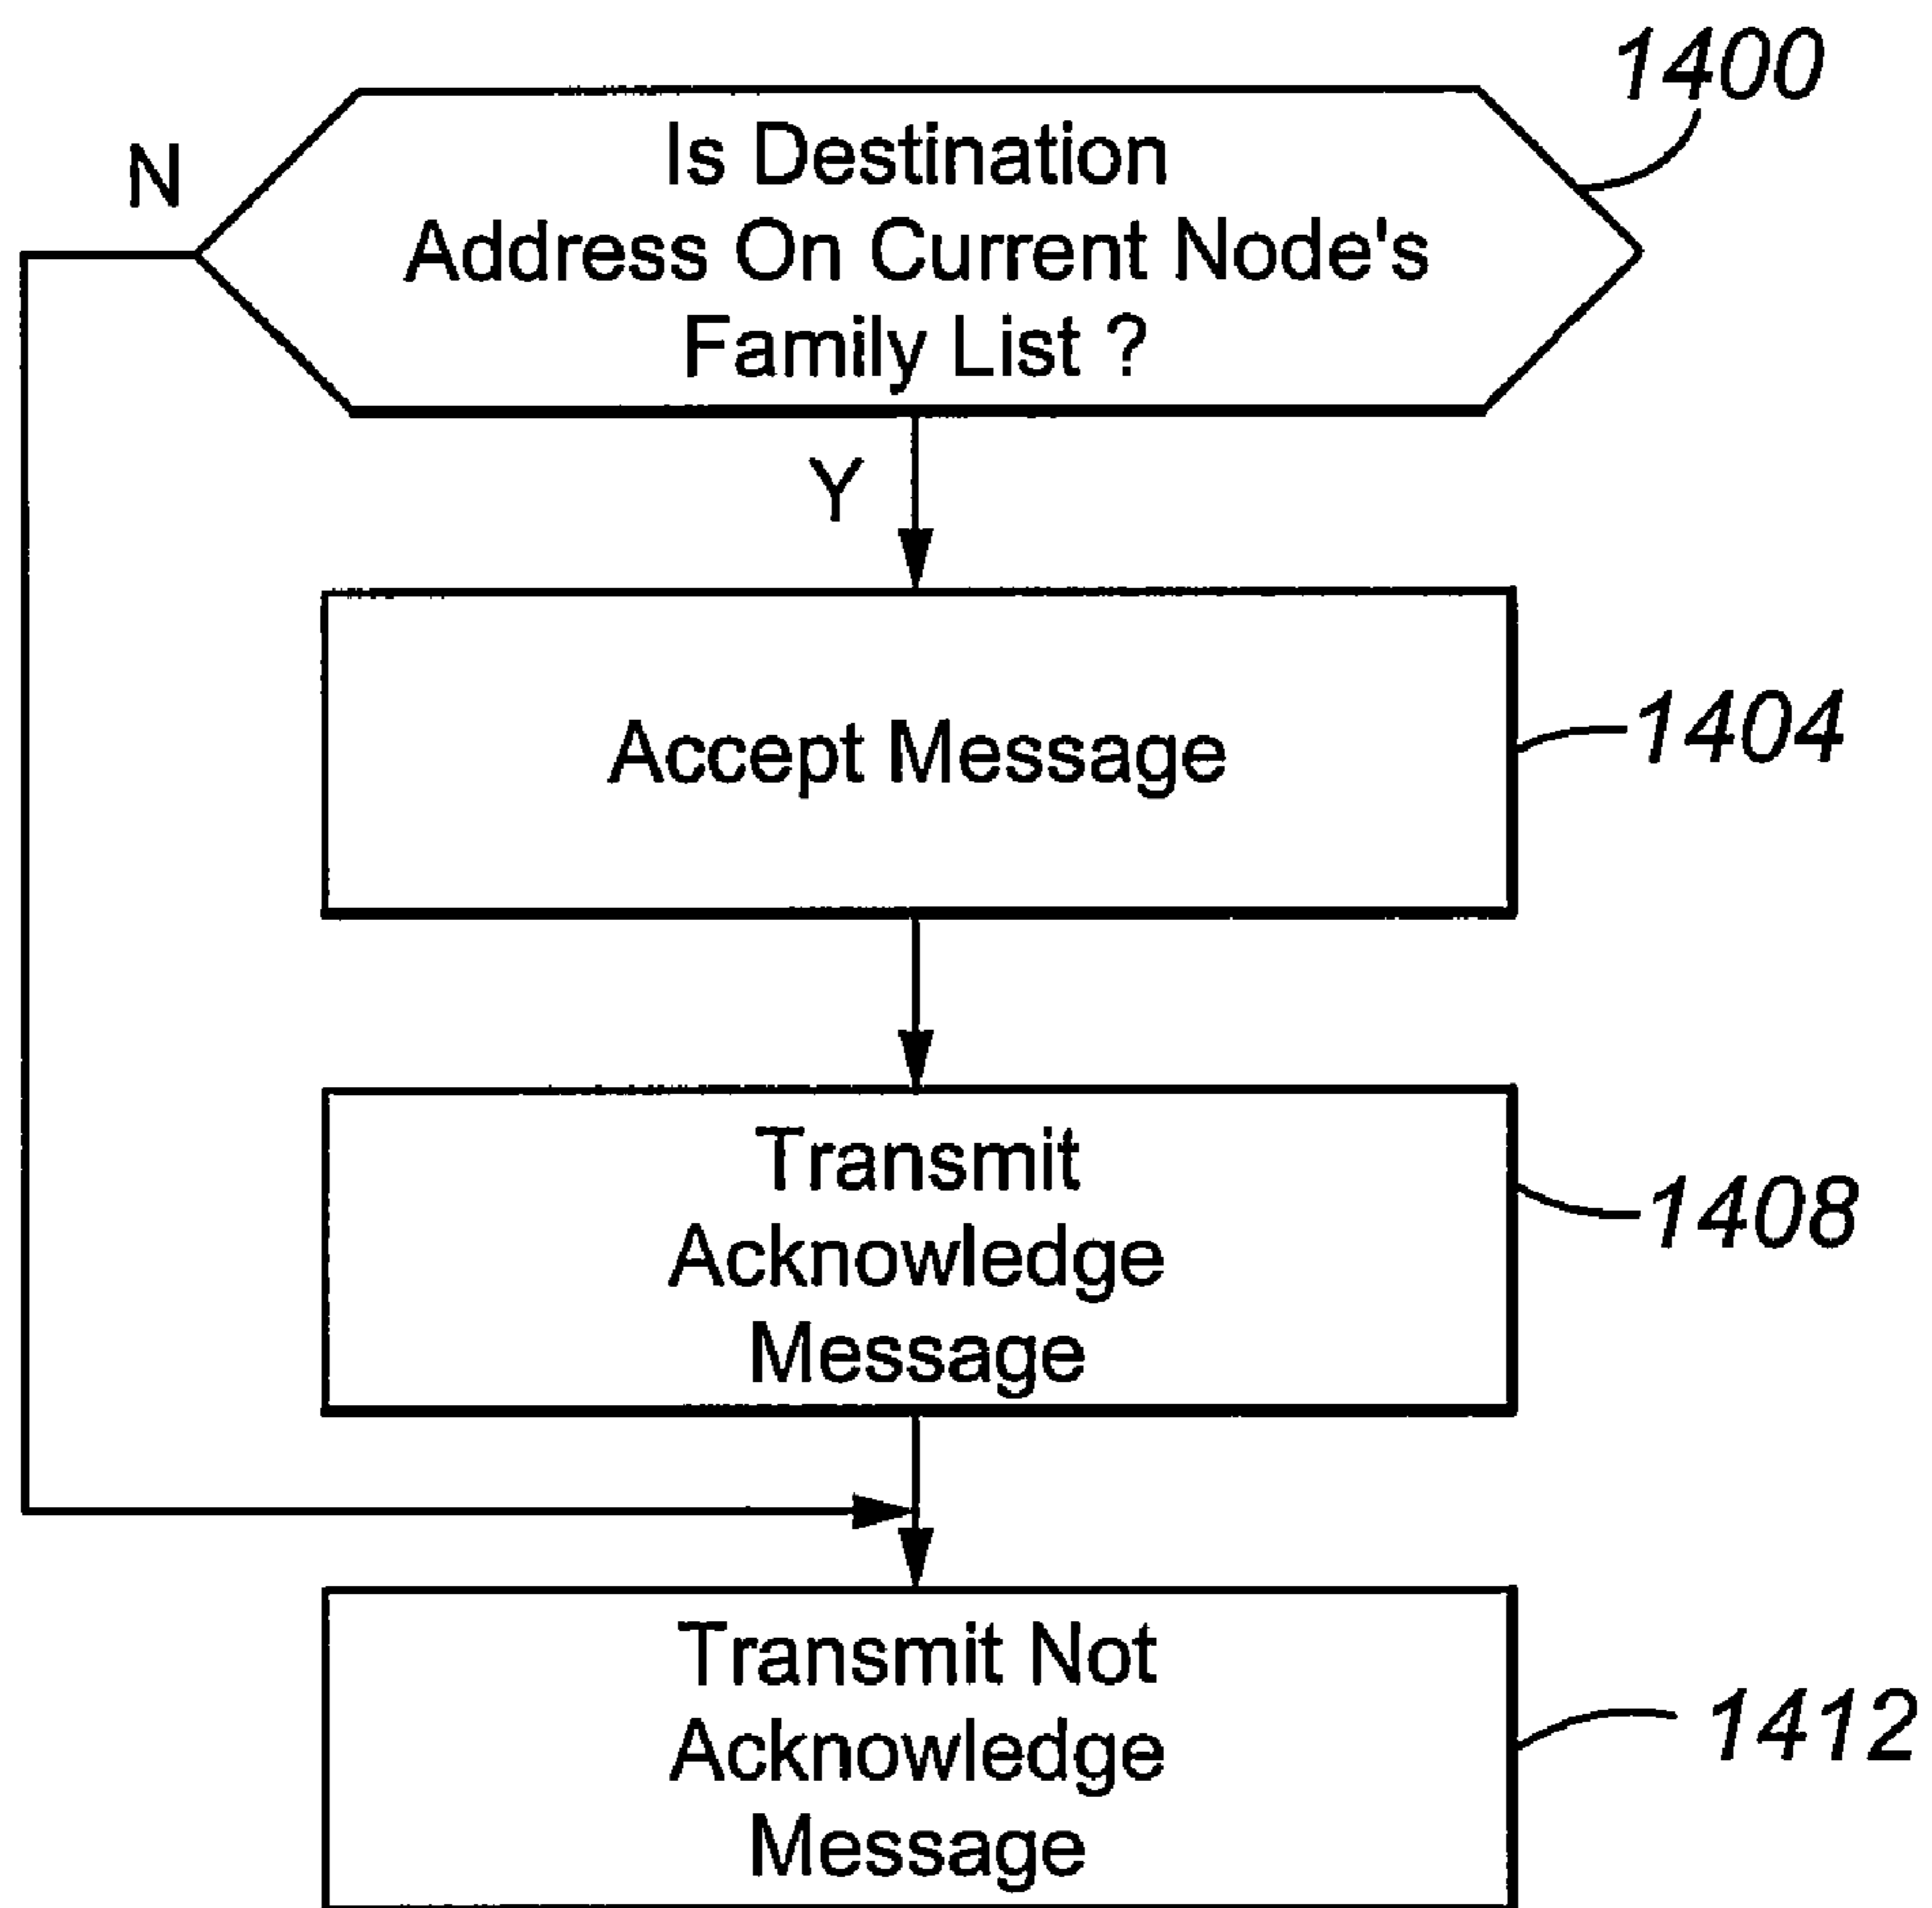 1400
N
Is Destination
Address On Current Node's
Family List ?
Y
Accept Message
1404
Transmit
Acknowledge
Message
1408
Transmit Not
Acknowledge
Message
1412